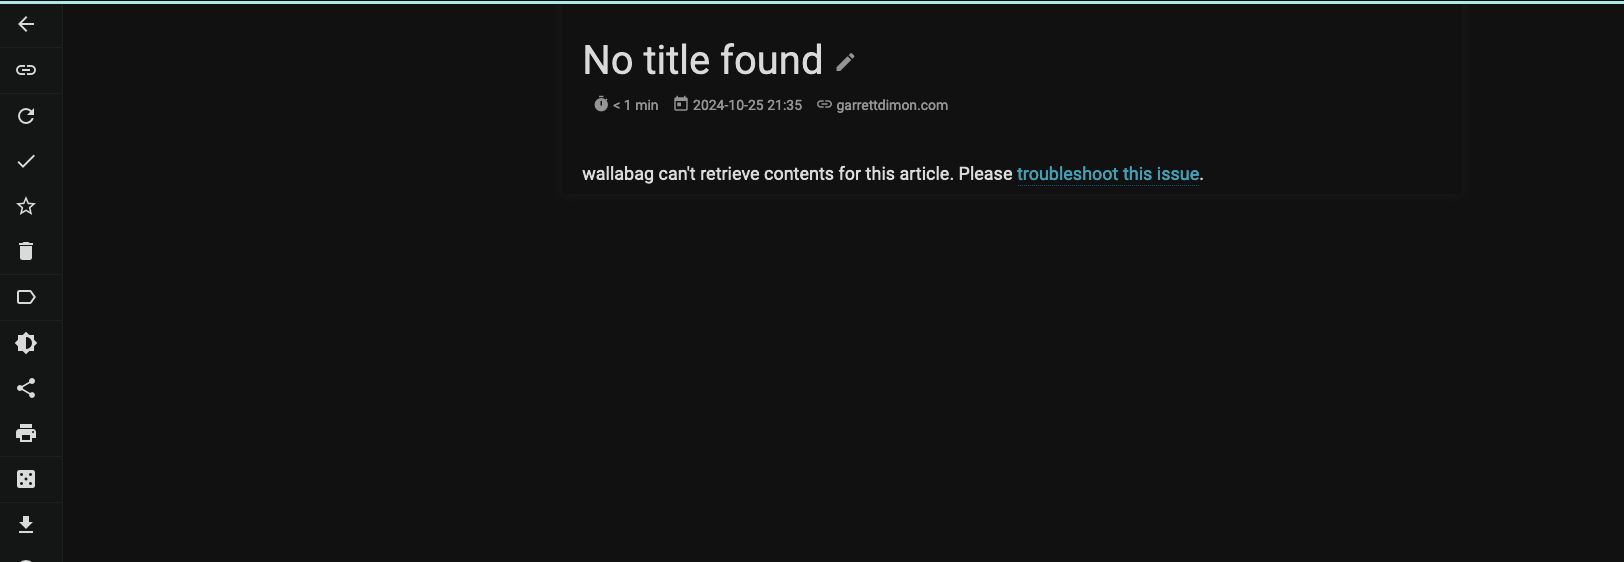 No title found
< 1 min 2024-10-25 21:35 garrettdimon.com
wallabag can't retrieve contents for this article. Please troubleshoot this issue.